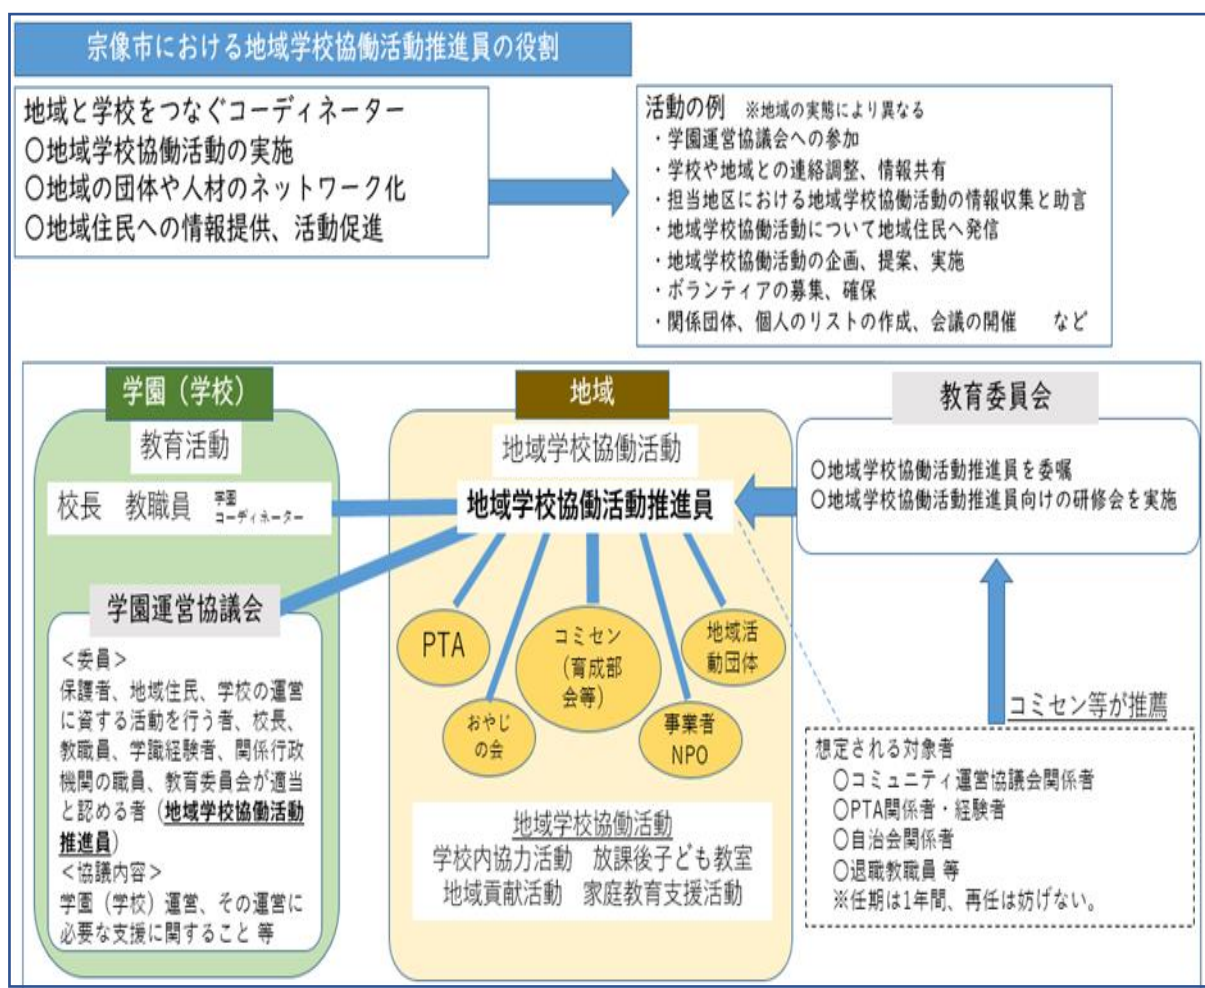 宗像市における地域学校協働活動推進員の役割
地域と学校をつなぐコーディネーター
〇地域学校協働活動の実施
〇地域の団体や人材のネットワーク化
〇地域住民への情報提供、活動促進
活動の例 ※地域の実態により異なる
・学園運営協議会への参加
・学校や地域との連絡調整、情報共有
・担当地区における地域学校協働活動の情報収集と助言
・地域学校協働活動について地域住民へ発信
・地域学校協働活動の企画、提案、実施
・ボランティアの募集、確保
・関係団体、個人のリストの作成、会議の開催 など
学園（学校）
教育活動
校長 教職員 学園
コーディネーター
学園運営協議会
＜委員＞
保護者、地域住民、学校の運営
に資する活動を行う者、校長、
教職員、学識経験者、関係行政
機関の職員、教育委員会が適当
と認める者（地域学校協働活動
推進員）
＜協議内容＞
学園（学校）運営、その運営に
必要な支援に関すること 等
地域
地域学校協働活動
地域学校協働活動推進員
PTA
おやじ
の会
コミセン
（育成部
会等）
事業者
NPO
地域活
動団体
地域学校協働活動
学校内協力活動 放課後子ども教室
地域貢献活動 家庭教育支援活動
教育委員会
〇地域学校協働活動推進員を委嘱
〇地域学校協働活動推進員向けの研修会を実施
コミセン等が推薦
想定される対象者
〇コミュニティ運営協議会関係者
〇PTA関係者・経験者
〇自治会関係者
〇退職教職員 等
※任期は1年間、再任は妨げない。